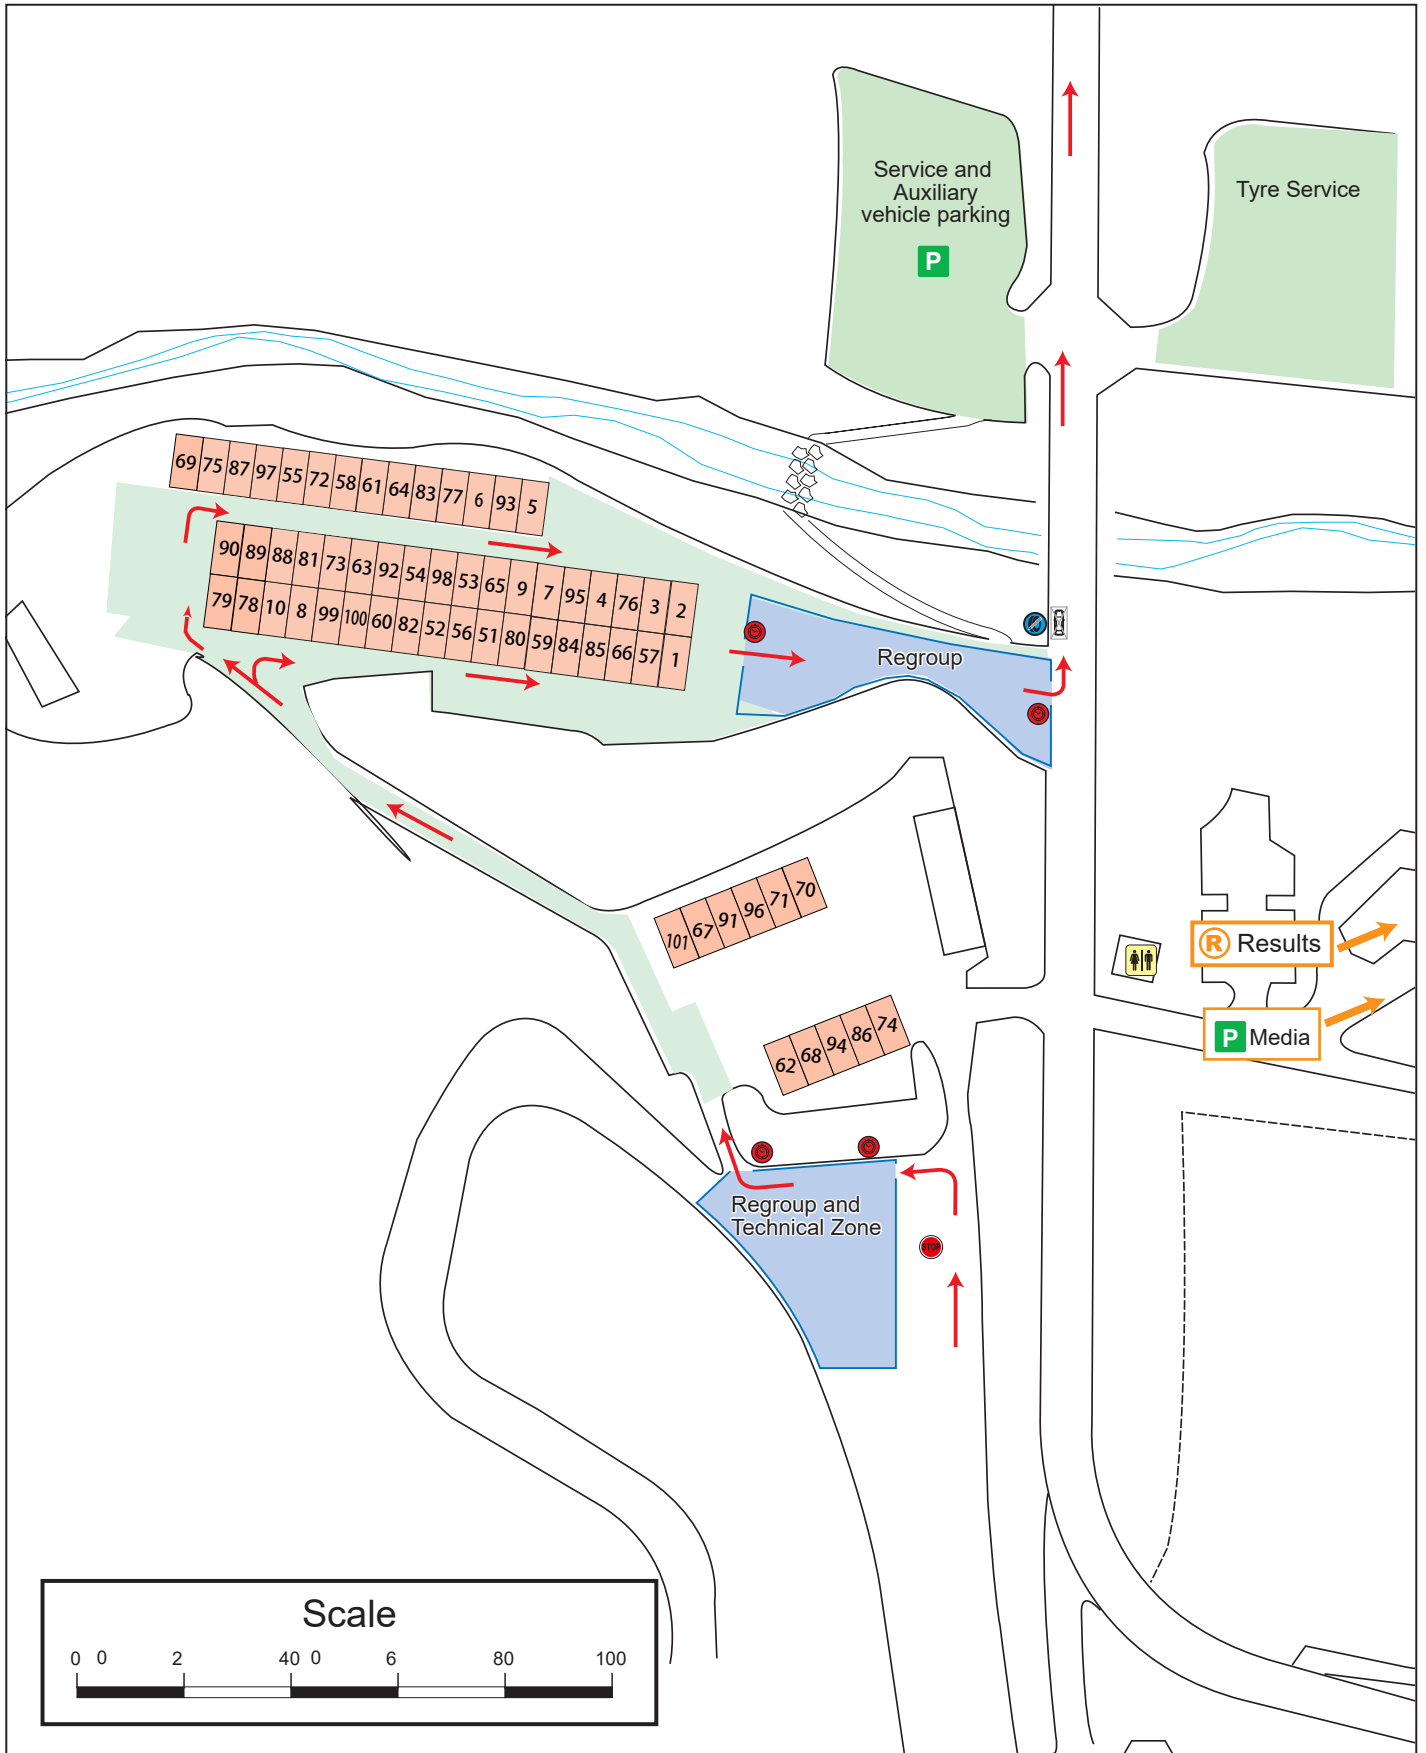 Service and
Auxiliary
vehicle parking
P
Tyre Service
69 75 87 97 55 72 58 61 64 83 77 6 93 5
90 89 88 81 73 63 92 54 98 53 65 9 7 95 4 76 3 2
79 78 10 8 99 100 60 82 52 56 51 80 59 84 85 66 57 1
Regroup
101 67 91 96 71 70
R Results
P Media
62 68 94 86 74
Regroup and
Technical Zone
STOP
Scale
0 0 2 40 0 6 80 100